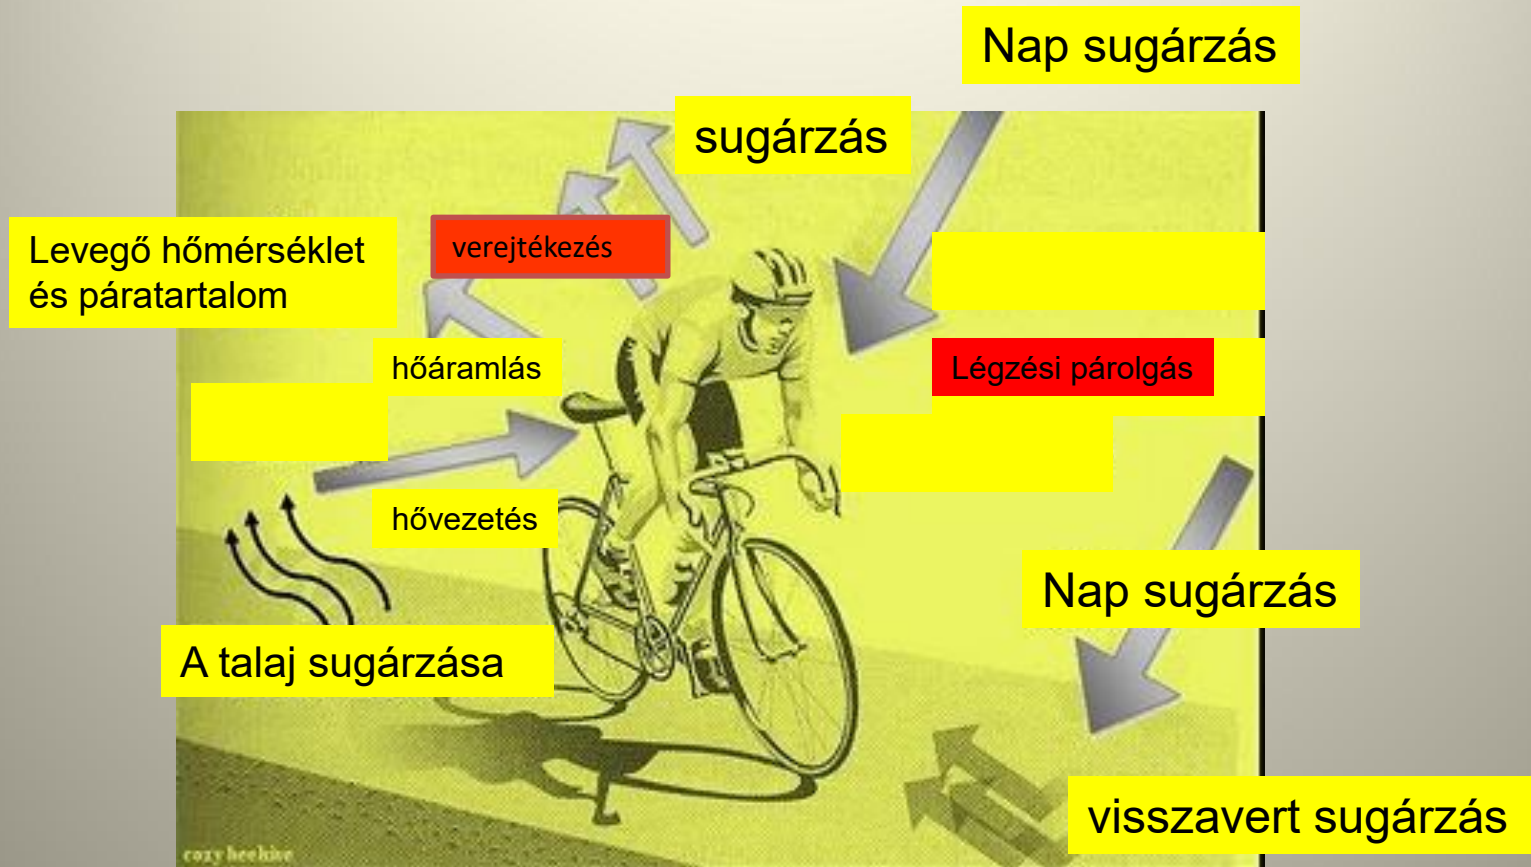 Nap sugárzás
sugárzás
Levegő hőmérséklet
és páratartalom
verejtékezés
hőáramlás
Légzési párolgás
hővezetés
Nap sugárzás
A talaj sugárzása
visszavert sugárzás
cozy beehive